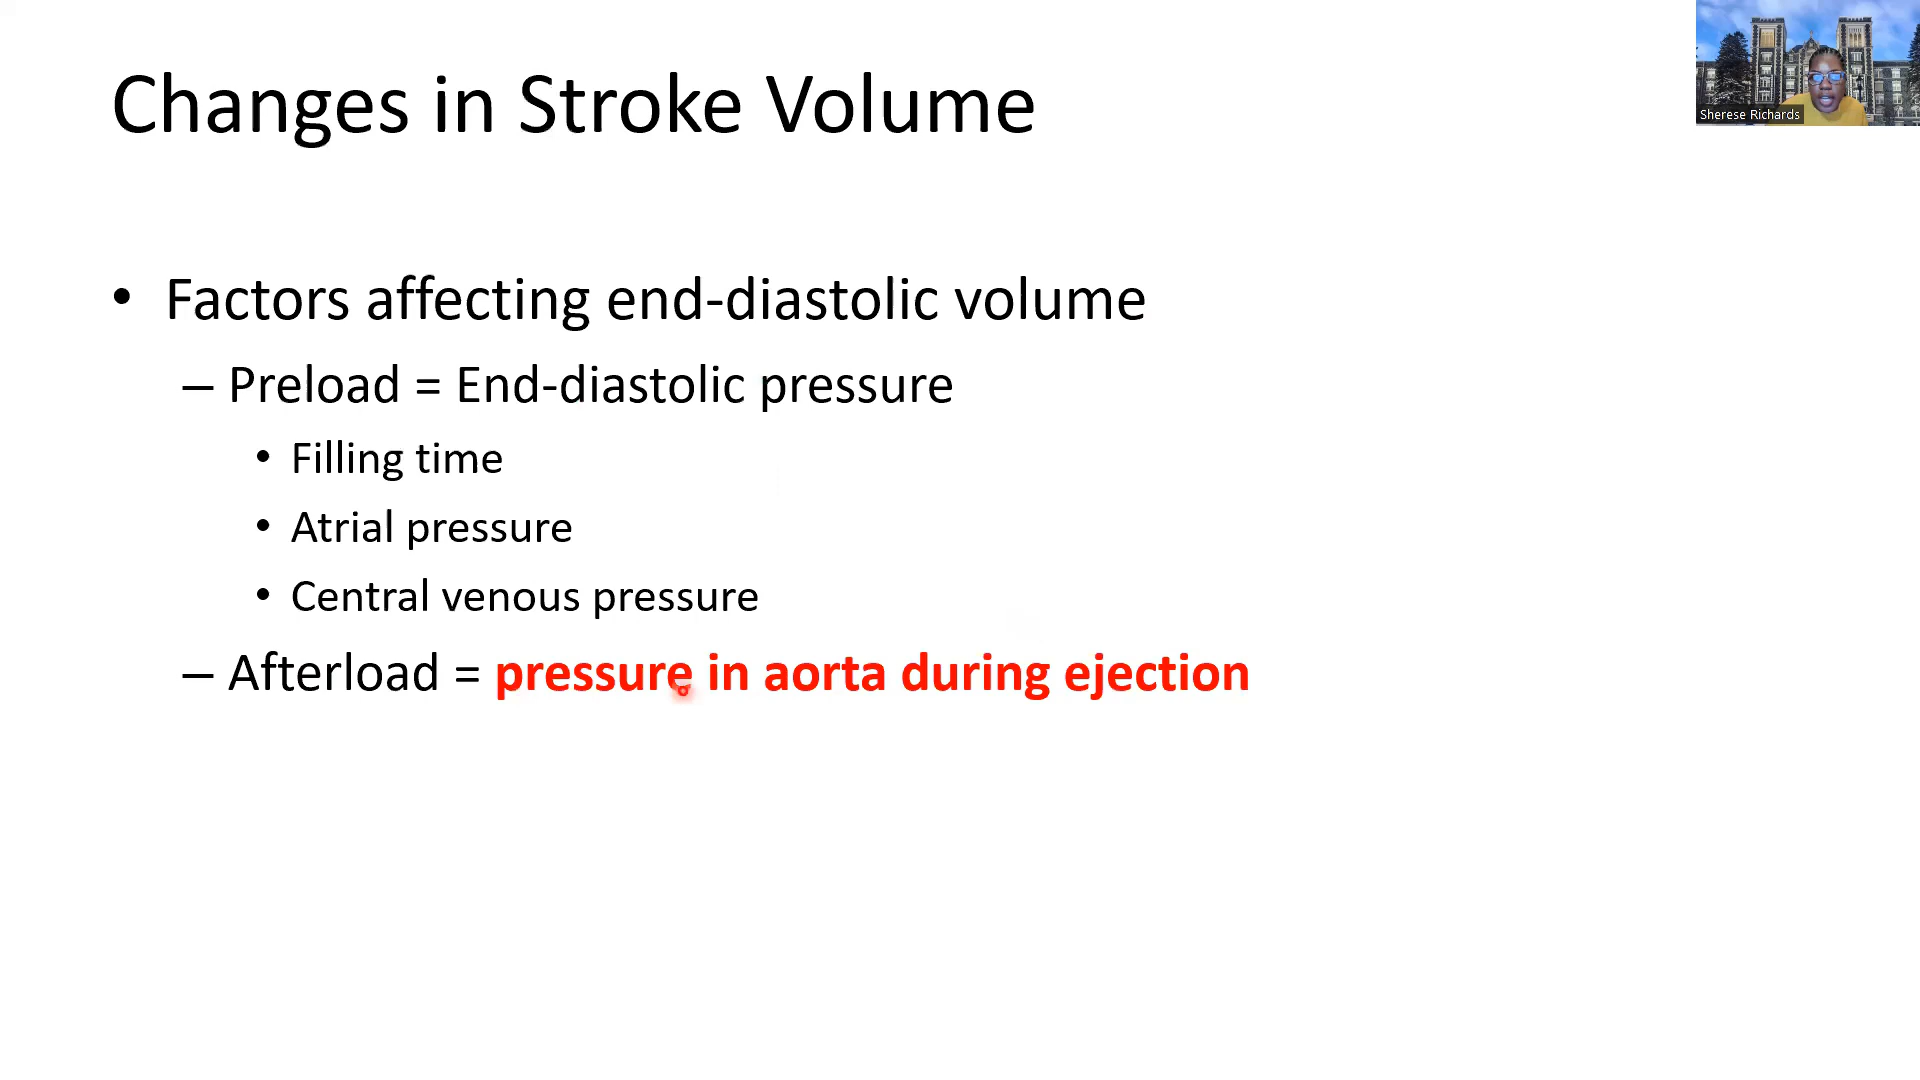 Changes in Stroke Volume
Sherese Richards
• Factors affecting end-diastolic volume
– Preload = End-diastolic pressure
• Filling time
• Atrial pressure
• Central venous pressure
– Afterload = pressure in aorta during ejection